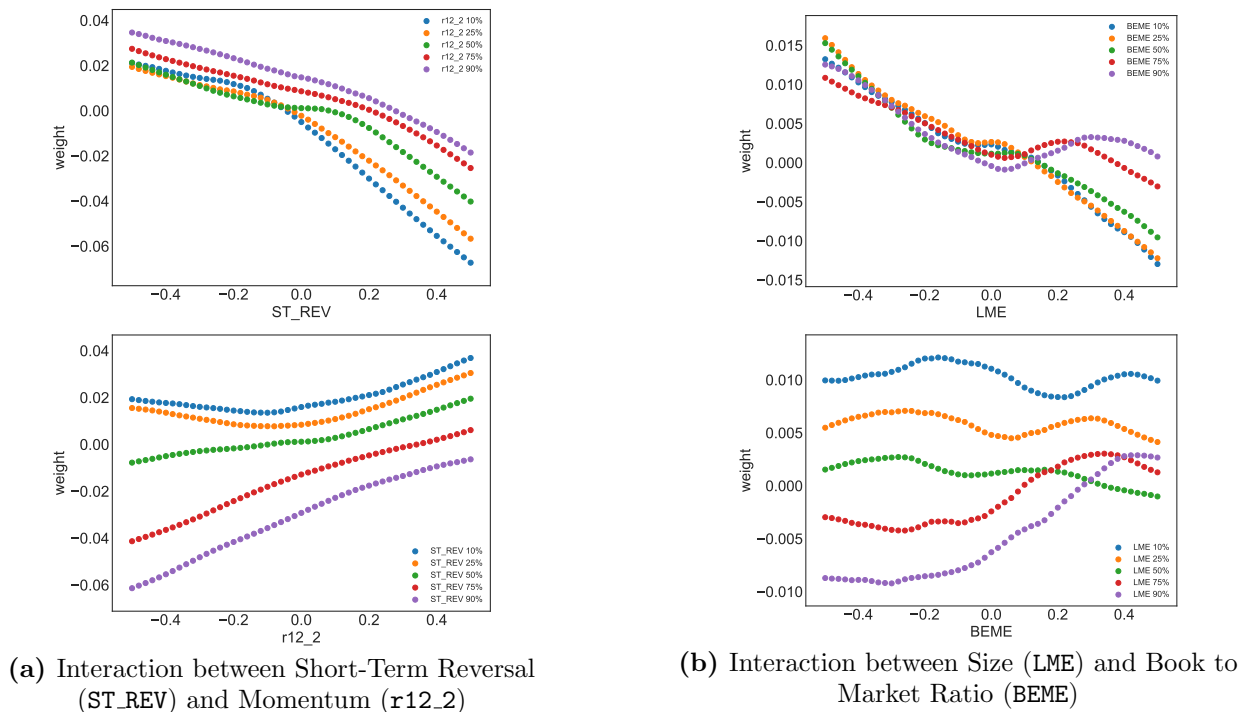 0.04
0.02
0.00
−0.02
−0.04
−0.06
weight
r12_2 10%
r12_2 25%
r12_2 50%
r12_2 75%
r12_2 90%
−0.4 −0.2 0.0 0.2 0.4
ST_REV
0.04
0.02
0.00
−0.02
−0.04
−0.06
weight
ST_REV 10%
ST_REV 25%
ST_REV 50%
ST_REV 75%
ST_REV 90%
−0.4 −0.2 0.0 0.2 0.4
r12_2
(a) Interaction between Short-Term Reversal
(ST_REV) and Momentum (r12_2)
0.015
0.010
0.005
0.000
−0.005
−0.010
−0.015
weight
BEME 10%
BEME 25%
BEME 50%
BEME 75%
BEME 90%
−0.4 −0.2 0.0 0.2 0.4
LME
0.010
0.005
0.000
−0.005
−0.010
weight
LME 10%
LME 25%
LME 50%
LME 75%
LME 90%
−0.4 −0.2 0.0 0.2 0.4
BEME
(b) Interaction between Size (LME) and Book to
Market Ratio (BEME)